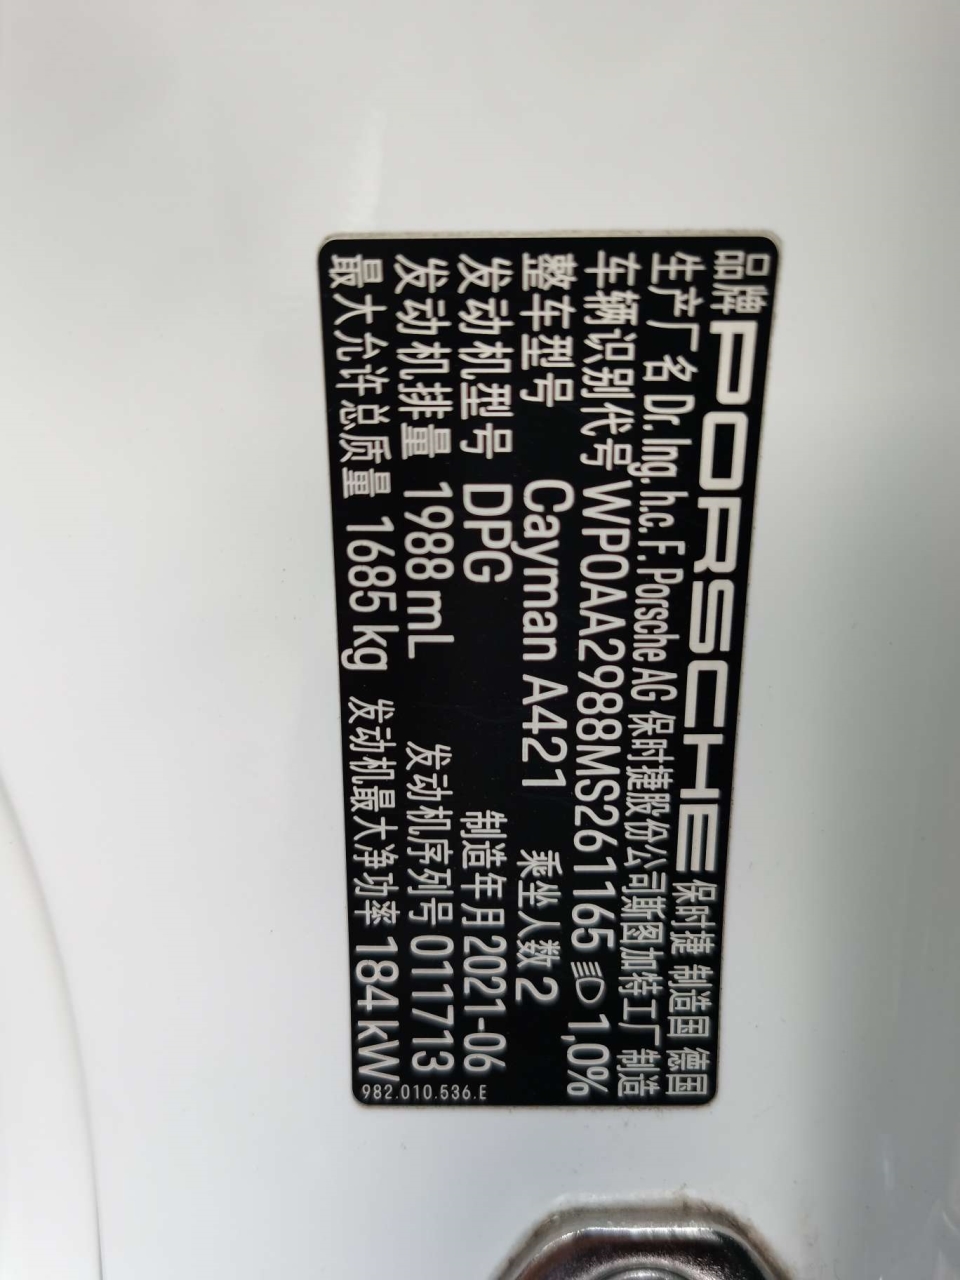 品牌 PORSCHE 保时捷 制造国 德国
生产厂名 Dr. Ing. h.c. F. Porsche AG 保时捷股份公司斯图加特工厂 制造
车辆识别代号 WP0AA2988MS261165 1,0%
整车型号 Cayman A421 乘坐人数 2
发动机型号 DPG 制造年月 2021-06
发动机排量 1988 mL 发动机序列号 011713
最大允许总质量 1685 kg 发动机最大净功率 184 kW
982.010.536.E